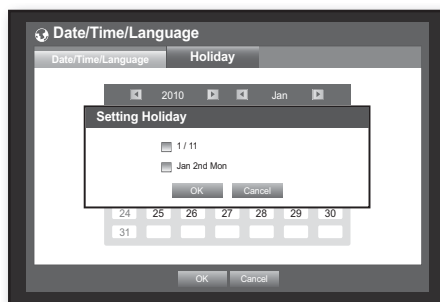 Date/Time/Language
Date/Time/Language Holiday
2010 Jan
Setting Holiday
1 / 11
Jan 2nd Mon
OK Cancel
24 25 26 27 28 29 30
31
OK Cancel